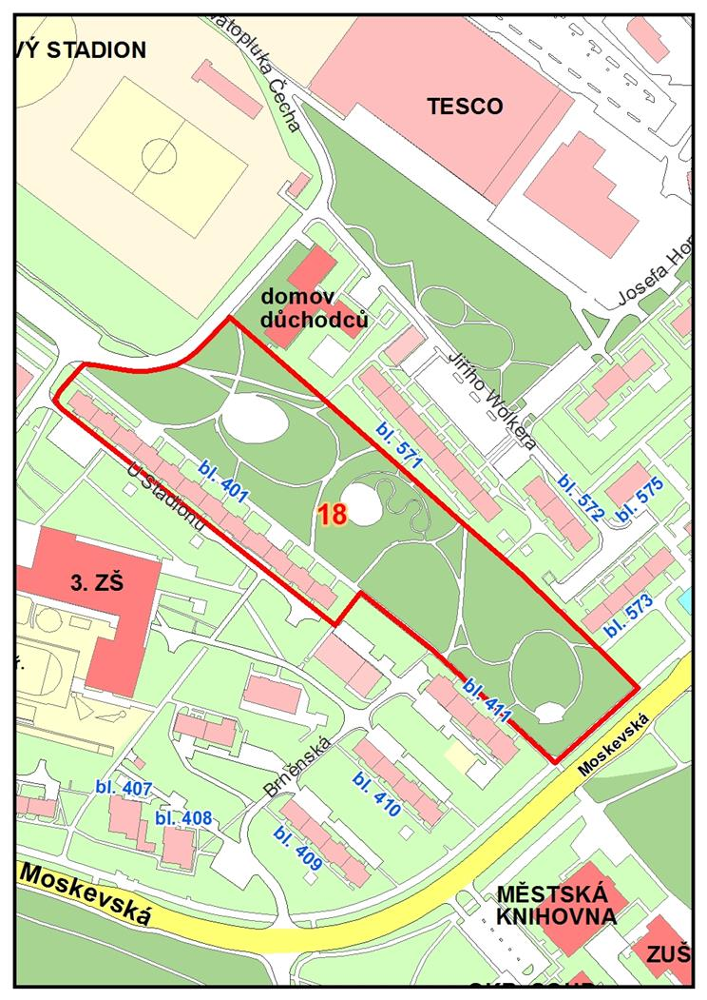 VÝ STADION
vatopluka Čecha
TESCO
Josefa Hor
domov
důchodců
Jiřího Wolkera
bl. 571
bl. 401
U Stadionu
18
bl. 572
bl. 575
bl. 573
3. ZŠ
ř.
bl. 411
Moskevská
Brněnská
bl. 410
bl. 407
bl. 408
bl. 409
Moskevská
MĚSTSKÁ
KNIHOVNA
ZUŠ